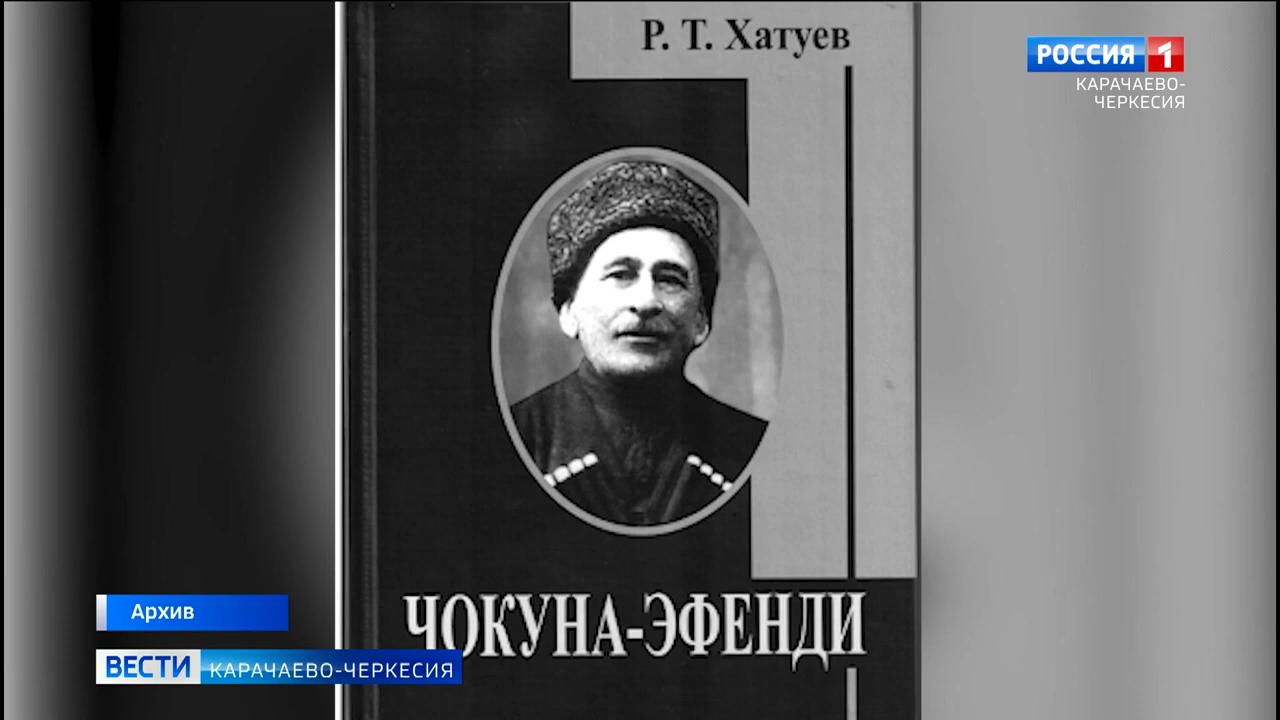 Р. Т. Хатуев
РОССИЯ 1
КАРАЧАЕВО-
ЧЕРКЕСИЯ
ЧОКУНА-ЭФЕНДИ
Архив
ВЕСТИ КАРАЧАЕВО-ЧЕРКЕСИЯ